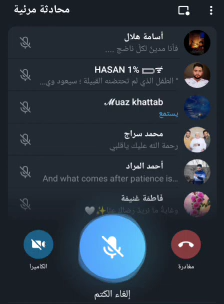 محادثة مرئية
أسامة هلال
فأنا مدينٌ لكل ناضج ....
HASAN 1%
" الطفل الذي لم تحتضنه القبيلة ؛ سيعود وي...
𝓜uaz khattab
يستمع
محمد سراج
رحمة الله عليك ياقلبي
أحمد المراد
And what comes after patience is...
فاطمة غنيمة
الكاميرا
مغادرة
إلغاء الكتم